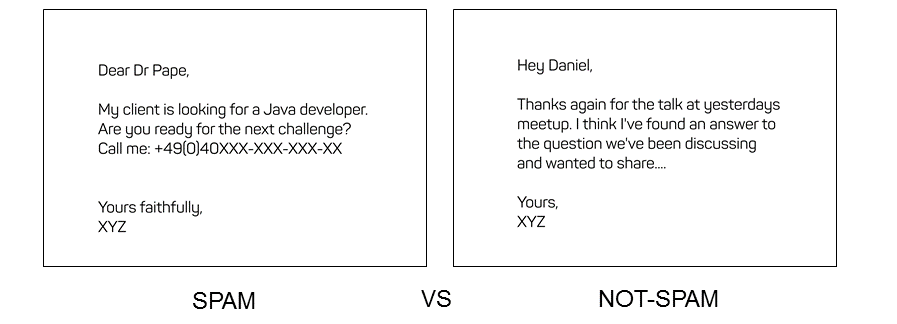 Dear Dr Pape,
My client is looking for a Java developer.
Are you ready for the next challenge?
Call me: +49(0)40XXX-XXX-XXX-XX
Yours faithfully,
XYZ
Hey Daniel,
Thanks again for the talk at yesterdays
meetup. I think I've found an answer to
the question we've been discussing
and wanted to share....
Yours,
XYZ
SPAM VS NOT-SPAM